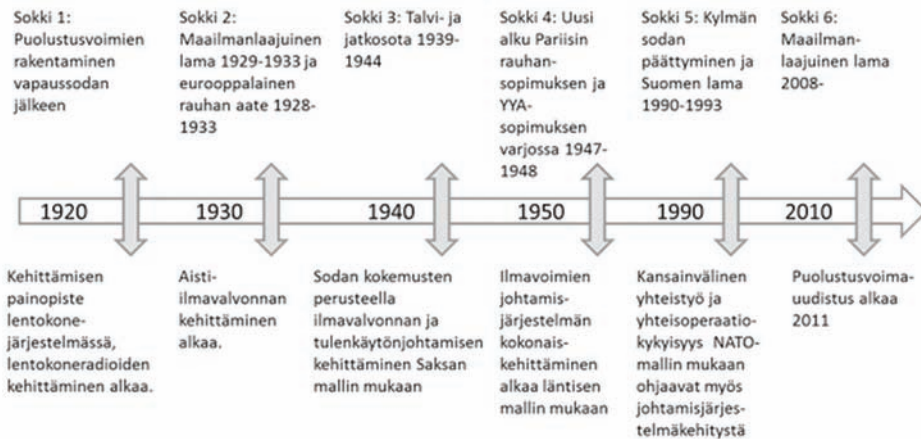 Sokki 1:
Puolustusvoimien
rakentaminen
vapaussodan
jälkeen
Sokki 2:
Maailmanlaajuinen
lama 1929-1933 ja
eurooppalainen
rauhan aate 1928-
1933
Sokki 3: Talvi- ja
jatkosota 1939-
1944
Sokki 4: Uusi
alku Pariisin
rauhan-
sopimuksen ja
YYA-
sopimuksen
varjossa 1947-
1948
Sokki 5: Kylmän
sodan
päättyminen ja
Suomen lama
1990-1993
Sokki 6:
Maailman-
laajuinen lama
2008-
1920
1930
1940
1950
1990
2010
Kehittämisen
painopiste
lentokone-
järjestelmässä,
lentokoneradioiden
kehittäminen alkaa.
Aisti-
ilmavalvonnan
kehittäminen
alkaa.
Sodan kokemusten
perusteella
ilmavalvonnan ja
tulenkäytönjohtamisen
kehittäminen Saksan
mallin mukaan
Ilmavoimien
johtamis-
järjestelmän
kokonais-
kehittäminen
alkaa läntisen
mallin mukaan
Kansainvälinen
yhteistyö ja
yhteisoperaatio-
kykyisyys NATO-
mallin mukaan
ohjaavat myös
johtamisjärjes-
telmäkehitystä
Puolustusvoima-
uudistus alkaa
2011